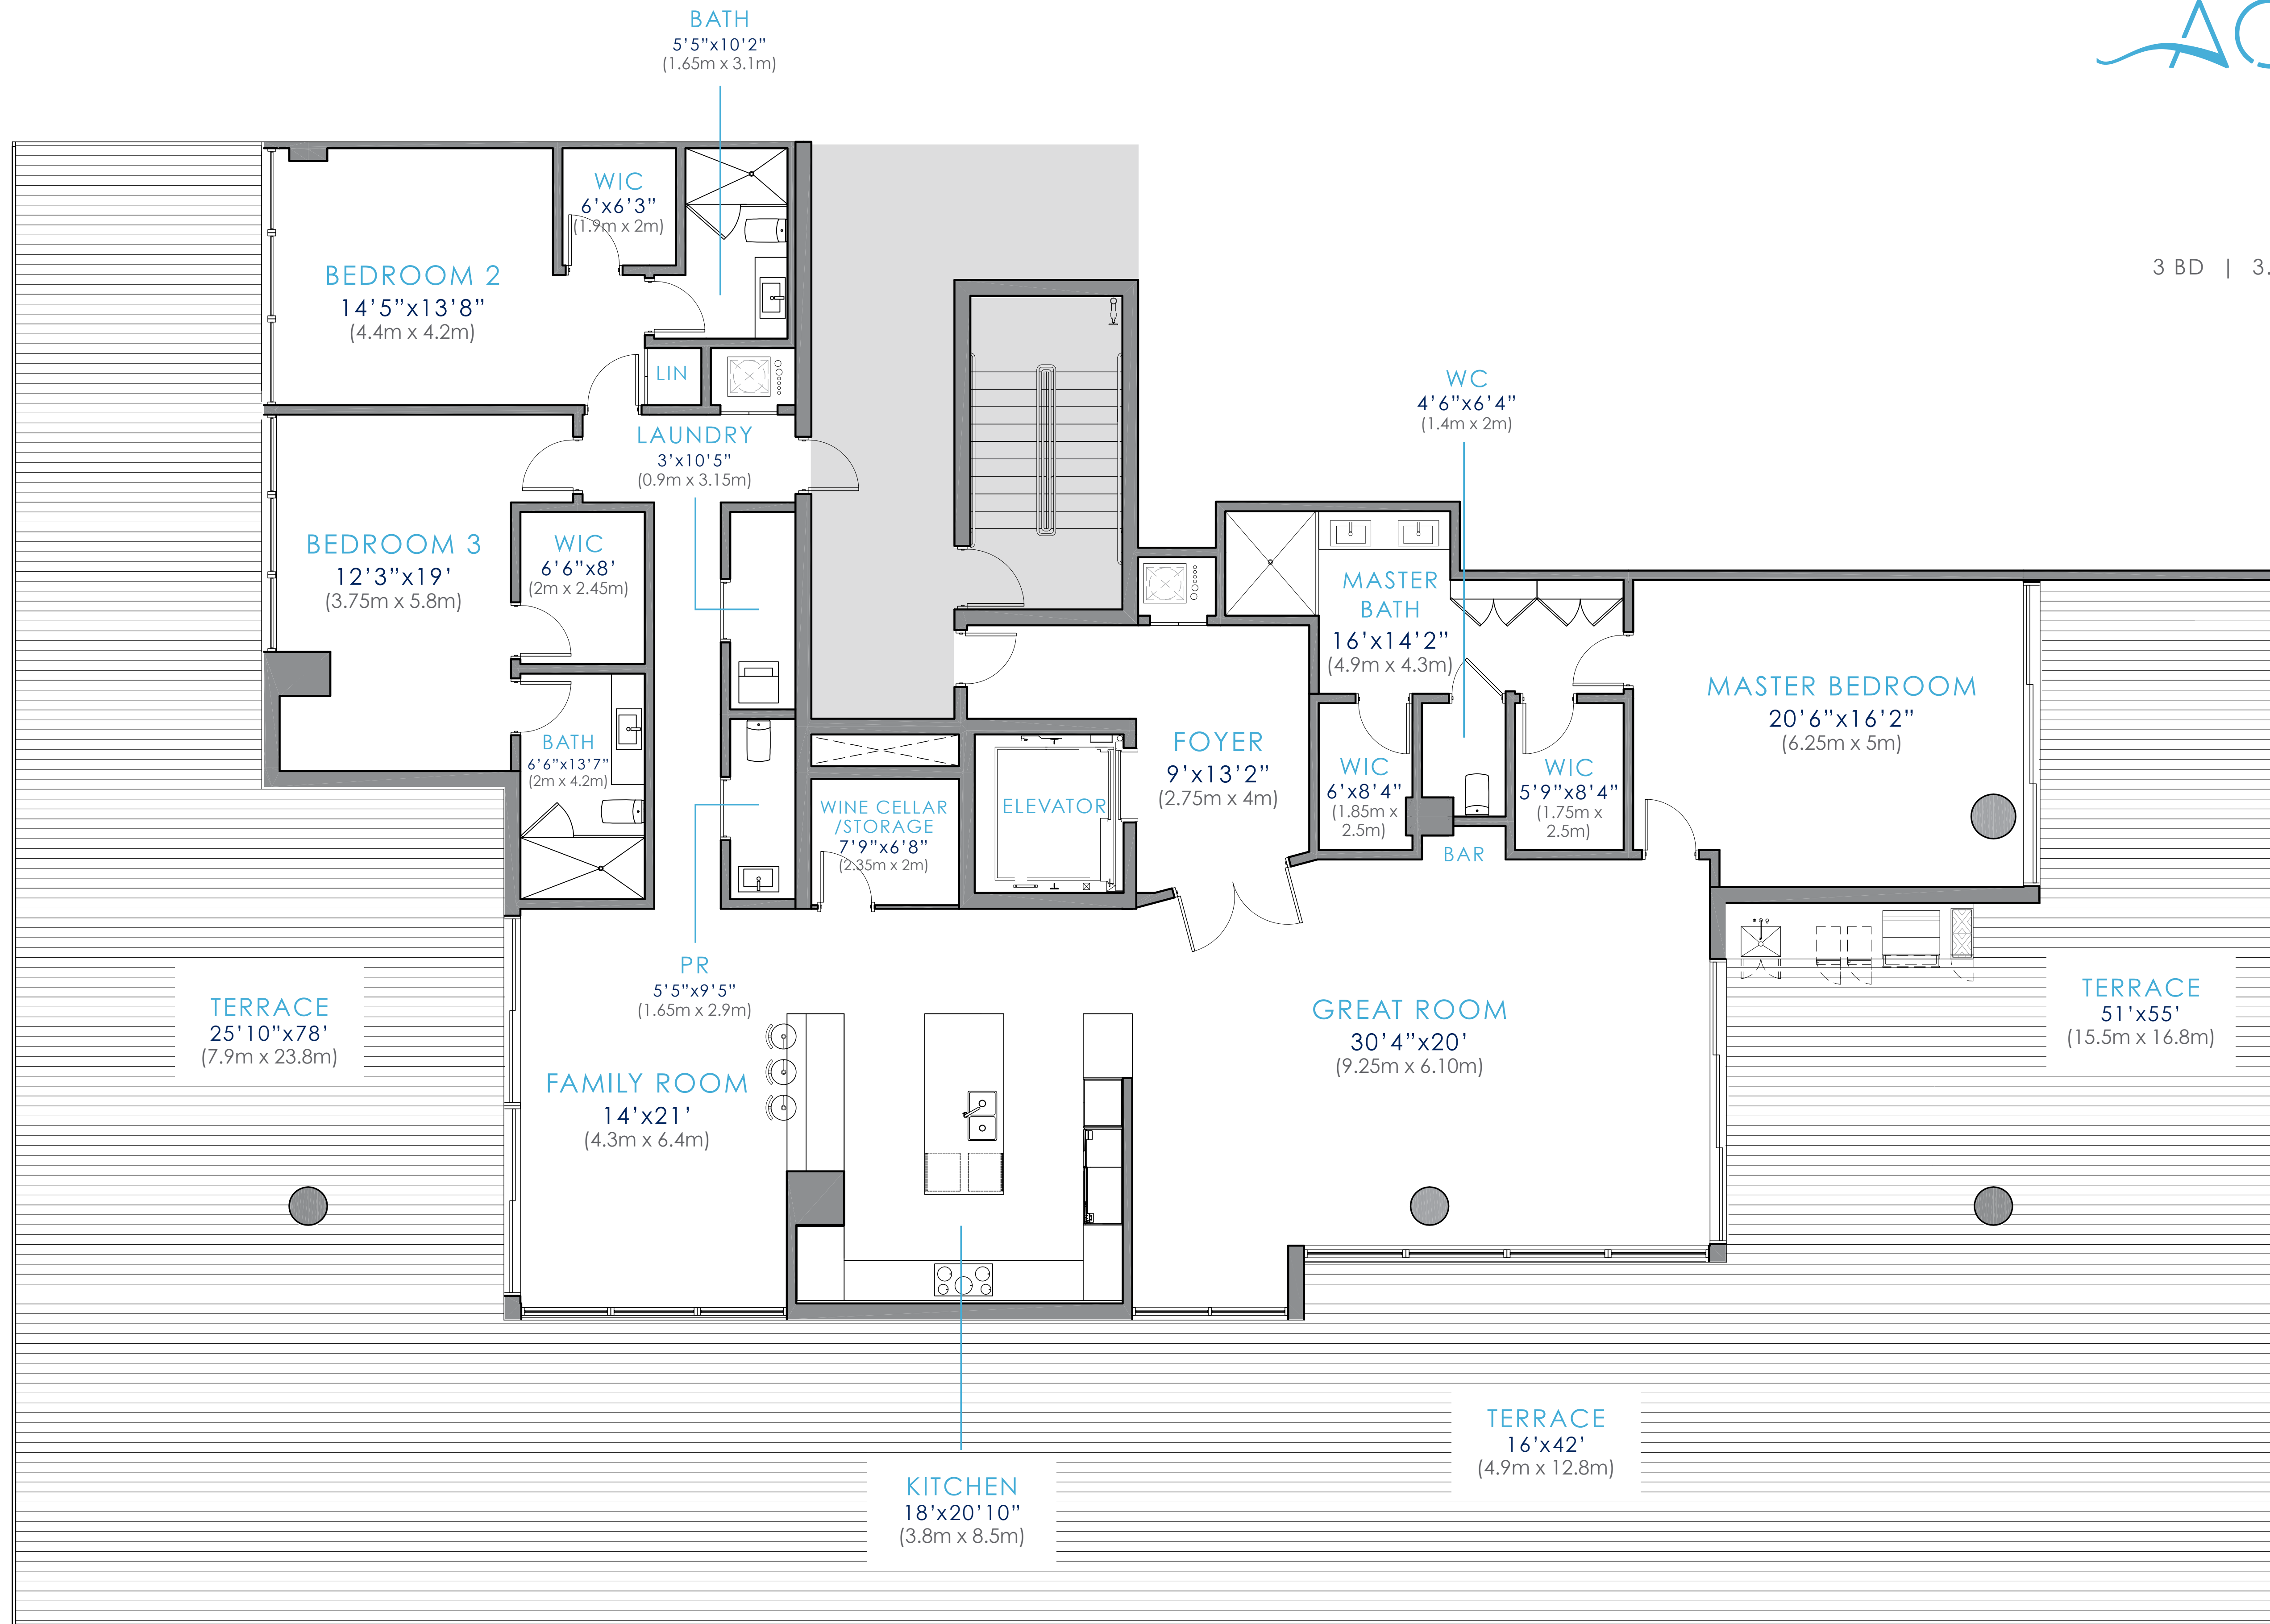 BATH
5’5”x10’2”
(1.65m x 3.1m)
3 BD | 3.
WIC
6’x6’3”
(1.9m x 2m)
BEDROOM 2
14’5”x13’8”
(4.4m x 4.2m)
LIN
WC
4’6”x6’4”
(1.4m x 2m)
LAUNDRY
3’x10’5”
(0.9m x 3.15m)
BEDROOM 3
12’3”x19’
(3.75m x 5.8m)
WIC
6’6”x8’
(2m x 2.45m)
MASTER
BATH
16’x14’2”
(4.9m x 4.3m)
MASTER BEDROOM
20’6”x16’2”
(6.25m x 5m)
BATH
6’6”x13’7”
(2m x 4.2m)
FOYER
9’x13’2”
(2.75m x 4m)
WIC
6’x8’4”
(1.85m x
2.5m)
WIC
5’9”x8’4”
(1.75m x
2.5m)
WINE CELLAR
/STORAGE
7’9”x6’8”
(2.35m x 2m)
ELEVATOR
BAR
PR
5’5”x9’5”
(1.65m x 2.9m)
TERRACE
25’10”x78’
(7.9m x 23.8m)
GREAT ROOM
30’4”x20’
(9.25m x 6.10m)
TERRACE
51’x55’
(15.5m x 16.8m)
FAMILY ROOM
14’x21’
(4.3m x 6.4m)
TERRACE
16’x42’
(4.9m x 12.8m)
KITCHEN
18’x20’10”
(3.8m x 8.5m)